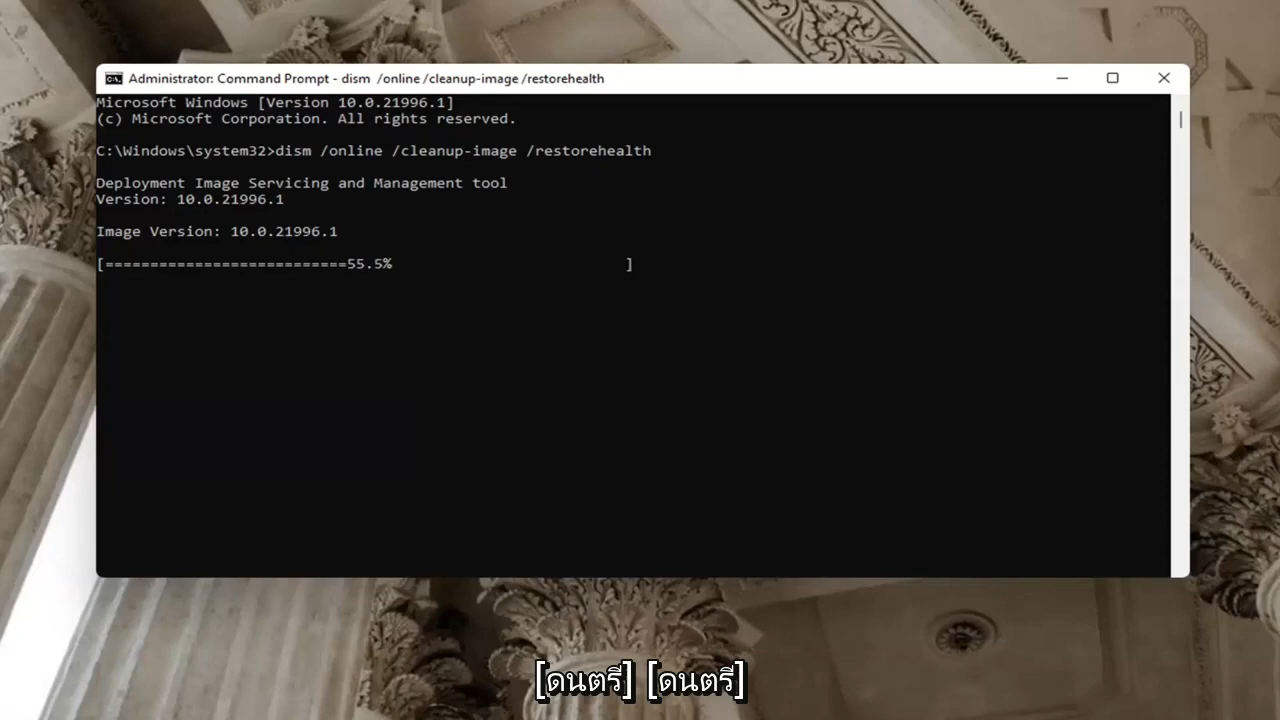 Administrator: Command Prompt - dism  /online /cleanup-image /restorehealth
Microsoft Windows [Version 10.0.21996.1]
(c) Microsoft Corporation. All rights reserved.
C:\Windows\system32>dism /online /cleanup-image /restorehealth
Deployment Image Servicing and Management tool
Version: 10.0.21996.1
Image Version: 10.0.21996.1
[===========================55.5%                          ]
[ดนตรี] [ดนตรี]